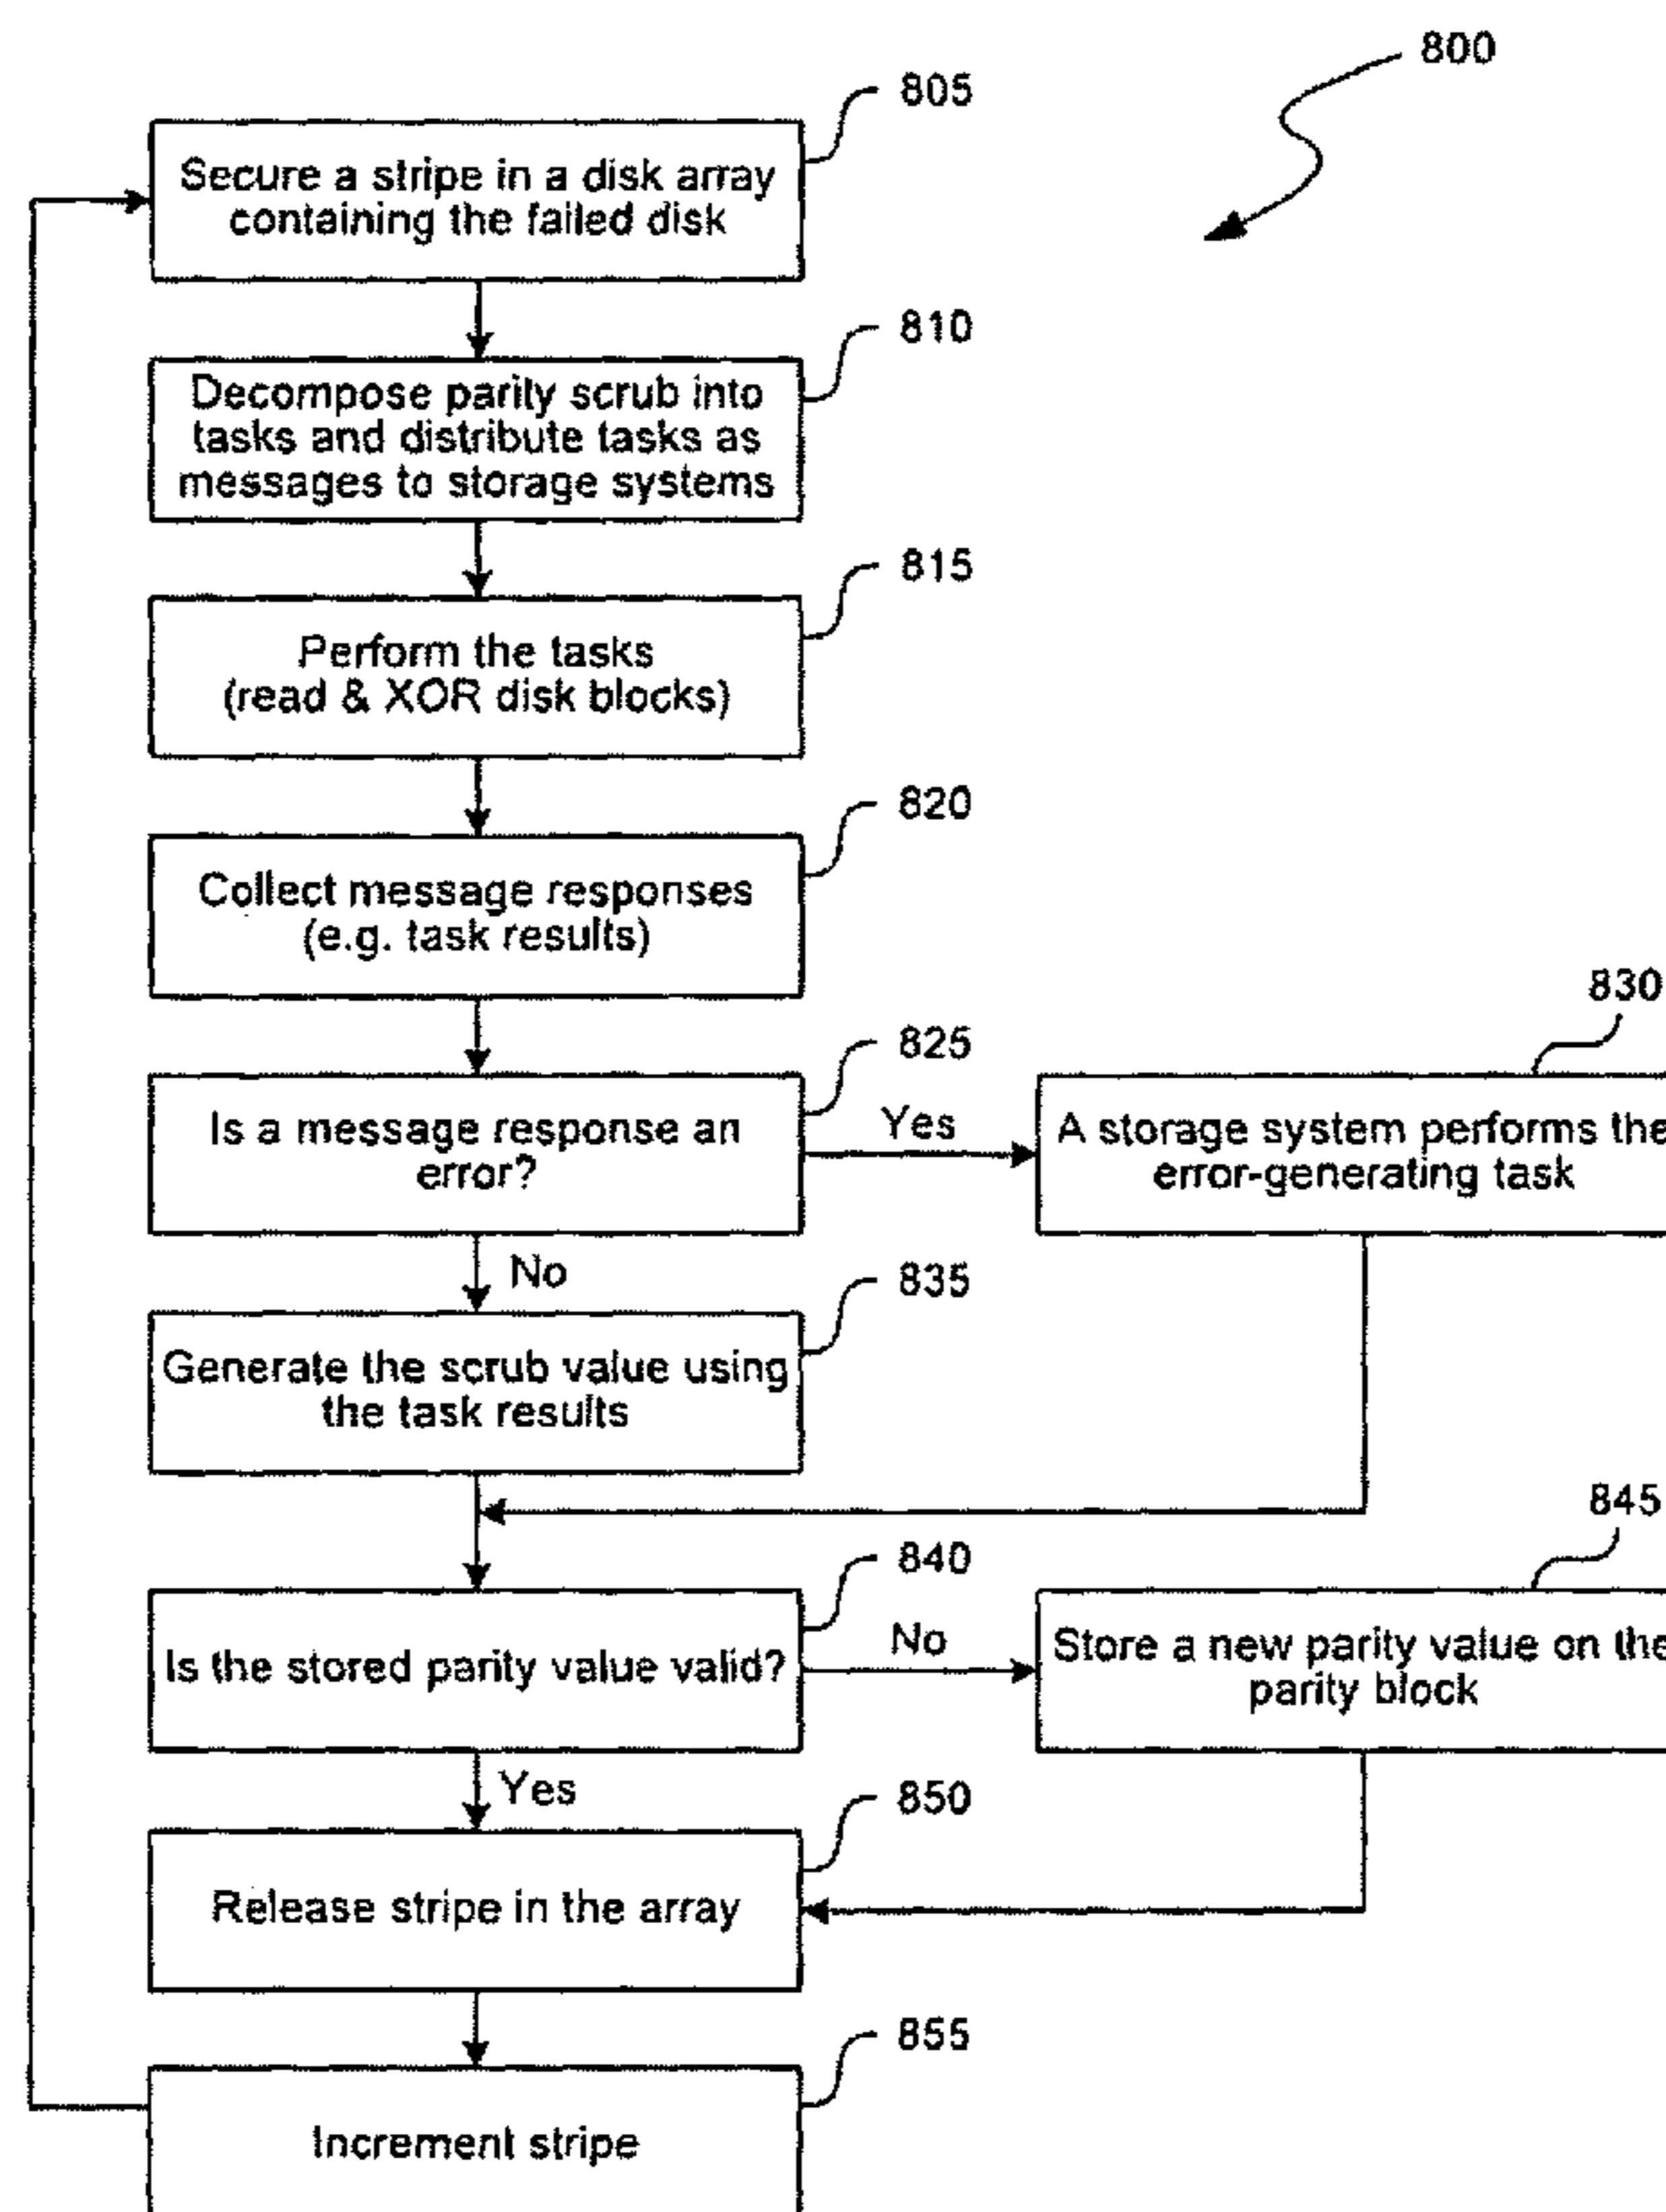 800
805
Secure a stripe in a disk array
containing the failed disk
810
Decompose parity scrub into
tasks and distribute tasks as
messages to storage systems
815
Perform the tasks
(read & XOR disk blocks)
820
Collect message responses
(e.g. task results)
825
Is a message response an
error?
Yes
830
A storage system performs the
error-generating task
No
835
Generate the scrub value using
the task results
840
Is the stored parity value valid?
No
845
Store a new parity value on the
parity block
Yes
850
Release stripe in the array
855
Increment stripe